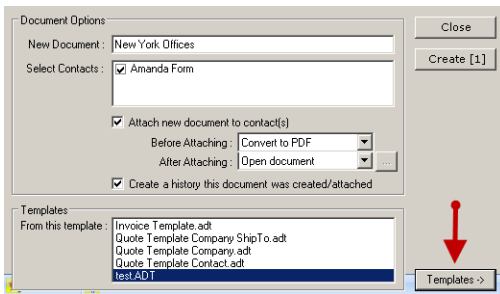 Document Options
New Document : New York Offices
Select Contacts : Amanda Form
Attach new document to contact(s)
Before Attaching : Convert to PDF
After Attaching : Open document ...
Create a history this document was created/attached
Close
Create [1]
Templates
From this template : Invoice Template.adt
Quote Template Company ShipTo.adt
Quote Template Company.adt
Quote Template Contact.adt
test.ADT
Templates ->